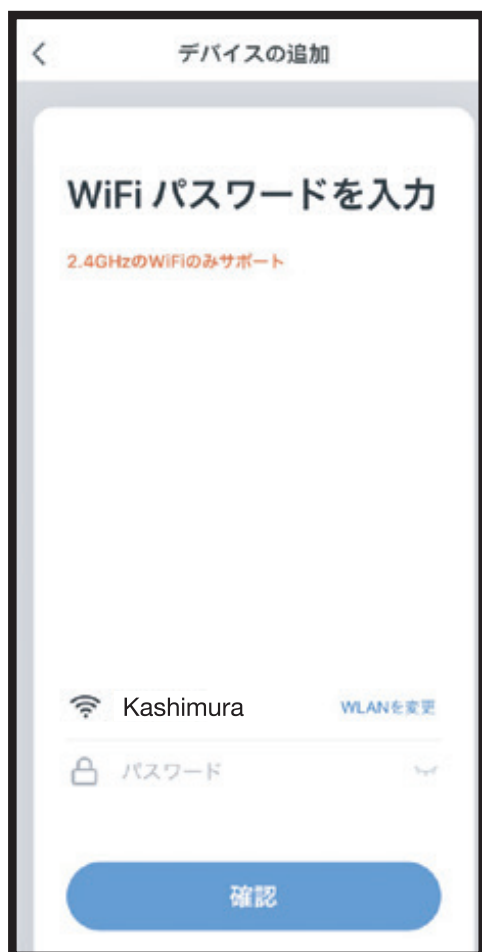 デバイスの追加
WiFi パスワードを入力
2.4GHzのWiFiのみサポート
Kashimura WLANを変更
パスワード
確認